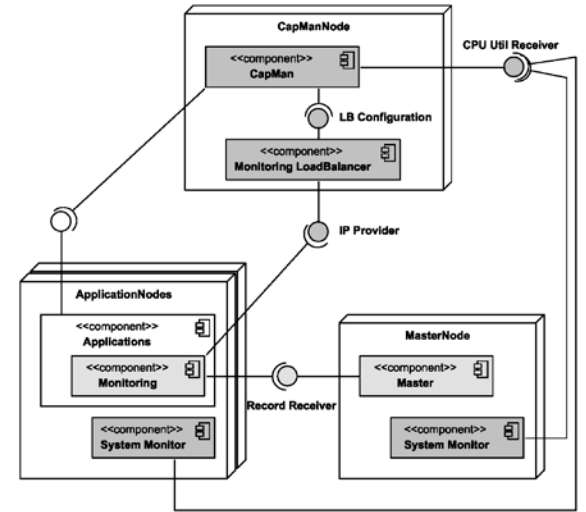 CapManNode
<<component>>
CapMan
CPU Util Receiver
LB Configuration
<<component>>
Monitoring LoadBalancer
IP Provider
ApplicationNodes
<<component>>
Applications
<<component>>
Monitoring
<<component>>
System Monitor
Record Receiver
MasterNode
<<component>>
Master
<<component>>
System Monitor